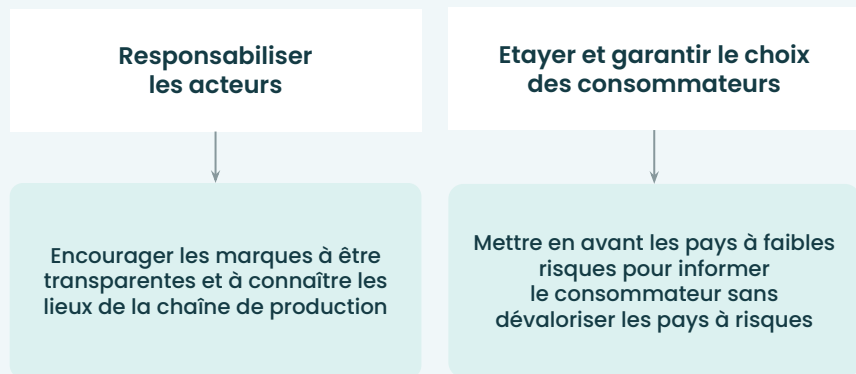 Responsabiliser
les acteurs
Encourager les marques à être
transparentes et à connaître les
lieux de la chaîne de production
Etayer et garantir le choix
des consommateurs
Mettre en avant les pays à faibles
risques pour informer
le consommateur sans
dévaloriser les pays à risques